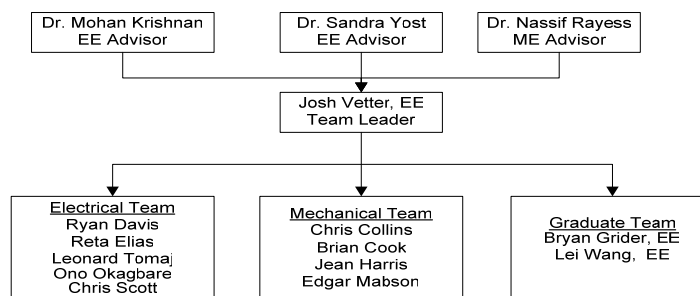 Dr. Mohan Krishnan
EE Advisor
Dr. Sandra Yost
EE Advisor
Dr. Nassif Rayess
ME Advisor
Josh Vetter, EE
Team Leader
Electrical Team
Ryan Davis
Reta Elias
Leonard Tomaj
Ono Okagbare
Chris Scott
Mechanical Team
Chris Collins
Brian Cook
Jean Harris
Edgar Mabson
Graduate Team
Bryan Grider, EE
Lei Wang, EE